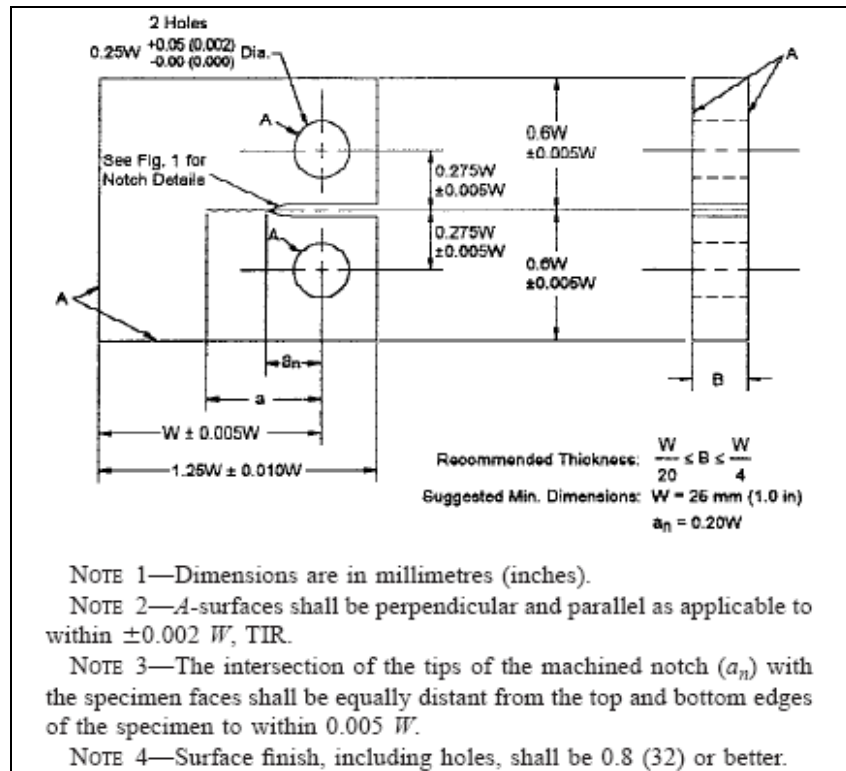 2 Holes
0.25W +0.05 (0.002) -0.00 (0.000) Dia.
A
A
0.6W
±0.005W
See Fig. 1 for
Notch Details
0.275W
±0.005W
A
0.275W
±0.005W
0.6W
±0.005W
A
an
B
a
W ± 0.005W
1.25W ± 0.010W
Recommended Thickness: W/20 ≤ B ≤ W/4
Suggested Min. Dimensions: W = 25 mm (1.0 in)
an = 0.20W
NOTE 1—Dimensions are in millimetres (inches).
NOTE 2—A-surfaces shall be perpendicular and parallel as applicable to
within ±0.002 W, TIR.
NOTE 3—The intersection of the tips of the machined notch (an) with
the specimen faces shall be equally distant from the top and bottom edges
of the specimen to within 0.005 W.
NOTE 4—Surface finish, including holes, shall be 0.8 (32) or better.